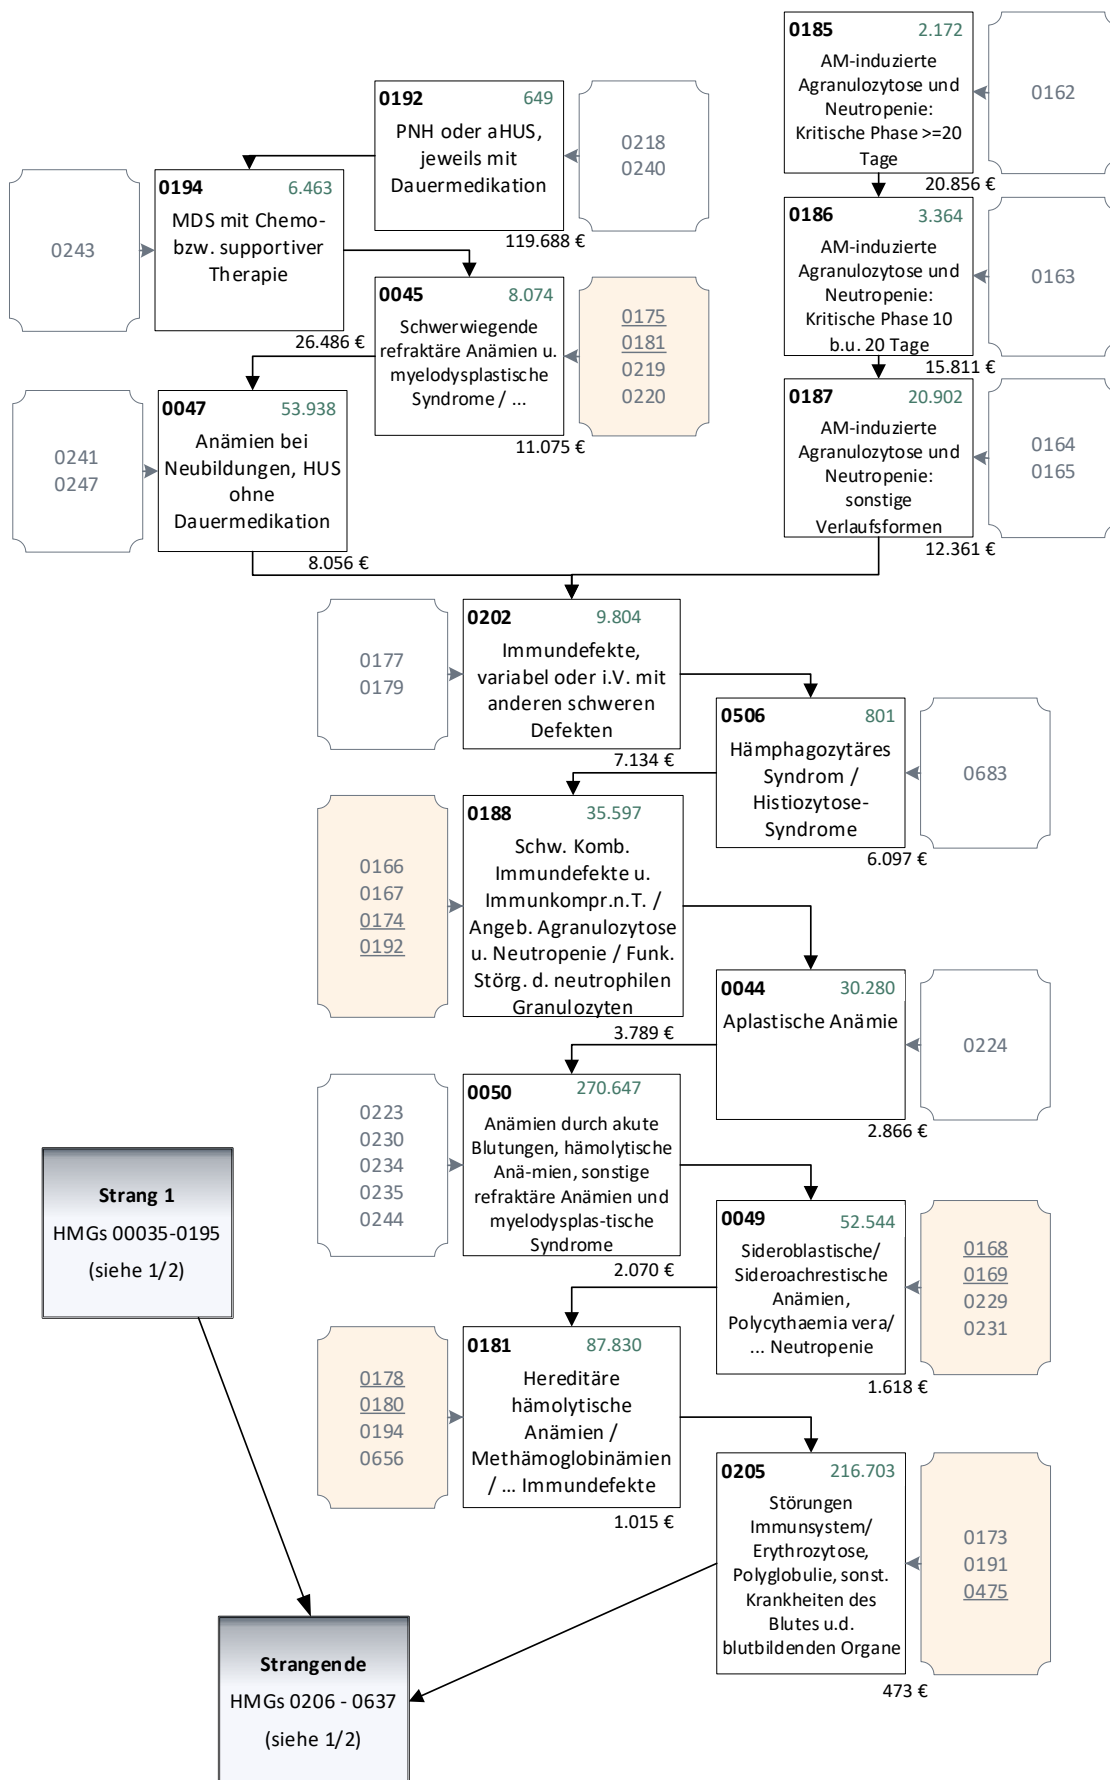 0185 2.172
AM-induzierte
Agranulozytose und
Neutropenie:
Kritische Phase >=20
Tage
20.856 €
0162
0192 649
PNH oder aHUS,
jeweils mit
Dauermedikation
119.688 €
0218
0240
0194 6.463
MDS mit Chemo-
bzw. supportiver
Therapie
26.486 €
0243
0186 3.364
AM-induzierte
Agranulozytose und
Neutropenie:
Kritische Phase 10
b.u. 20 Tage
15.811 €
0163
0045 8.074
Schwerwiegende
refraktäre Anämien u.
myelodysplastische
Syndrome / ...
11.075 €
0175
0181
0219
0220
0047 53.938
Anämien bei
Neubildungen, HUS
ohne
Dauermedikation
8.056 €
0241
0247
0187 20.902
AM-induzierte
Agranulozytose und
Neutropenie:
sonstige
Verlaufsformen
12.361 €
0164
0165
0202 9.804
Immundefekte,
variabel oder i.V. mit
anderen schweren
Defekten
7.134 €
0177
0179
0506 801
Hämphagozytäres
Syndrom /
Histiozytose-
Syndrome
6.097 €
0683
0188 35.597
Schw. Komb.
Immundefekte u.
Immunkompr.n.T. /
Angeb. Agranulozytose
u. Neutropenie / Funk.
Störg. d. neutrophilen
Granulozyten
3.789 €
0166
0167
0174
0192
0044 30.280
Aplastische Anämie
2.866 €
0224
0050 270.647
Anämien durch akute
Blutungen, hämolytische
Anä-mien, sonstige
refraktäre Anämien und
myelodysplas-tische
Syndrome
2.070 €
0223
0230
0234
0235
0244
Strang 1
HMGs 00035-0195
(siehe 1/2)
0049 52.544
Sideroblastische/
Sideroachrestische
Anämien,
Polycythaemia vera/
... Neutropenie
1.618 €
0168
0169
0229
0231
0181 87.830
Hereditäre
hämolytische
Anämien /
Methämoglobinämien
/ ... Immundefekte
1.015 €
0178
0180
0194
0656
0205 216.703
Störungen
Immunsystem/
Erythrozytose,
Polyglobulie, sonst.
Krankheiten des
Blutes u.d.
blutbildenden Organe
473 €
0173
0191
0475
Strangende
HMGs 0206 - 0637
(siehe 1/2)